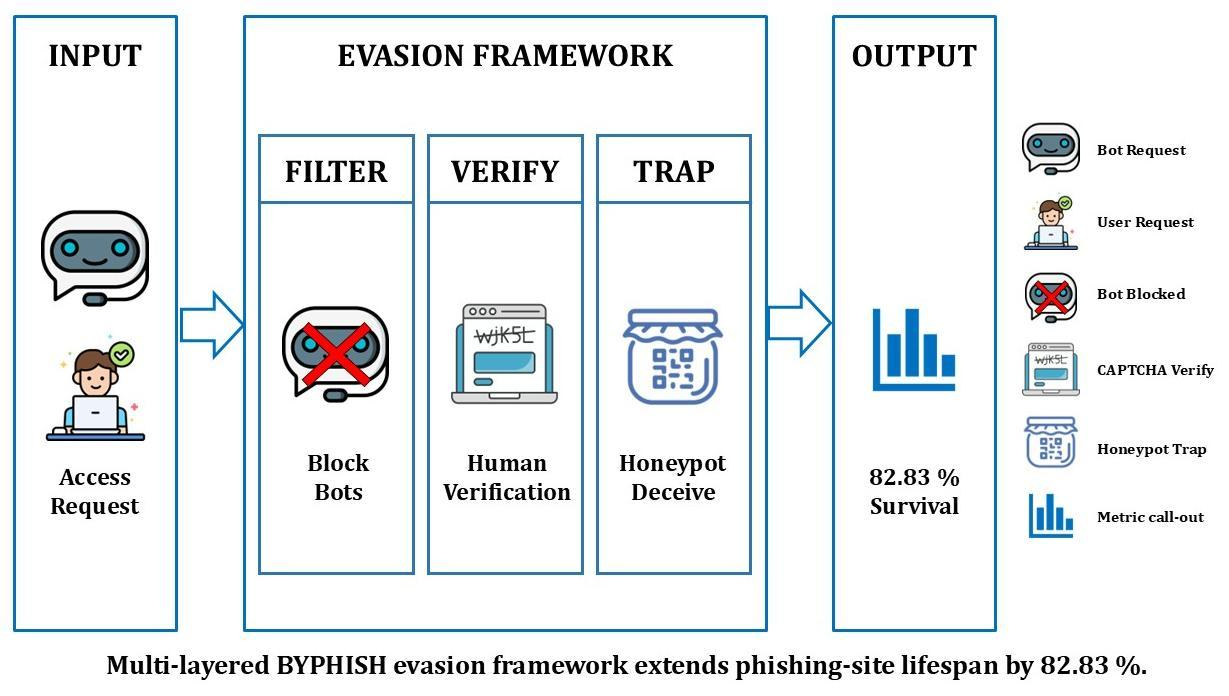 INPUT
Access
Request
EVASION FRAMEWORK
FILTER
Block
Bots
VERIFY
WJK5L
Human
Verification
TRAP
Honeypot
Deceive
OUTPUT
82.83 %
Survival
Bot Request
User Request
Bot Blocked
WJK5L
CAPTCHA Verify
Honeypot Trap
Metric call-out
Multi-layered BYPHISH evasion framework extends phishing-site lifespan by 82.83 %.